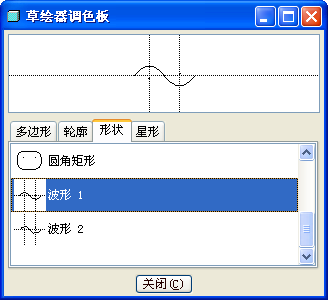 草绘器调色板
多边形 轮廓 形状 星形
圆角矩形
波形 1
波形 2
关闭(C)